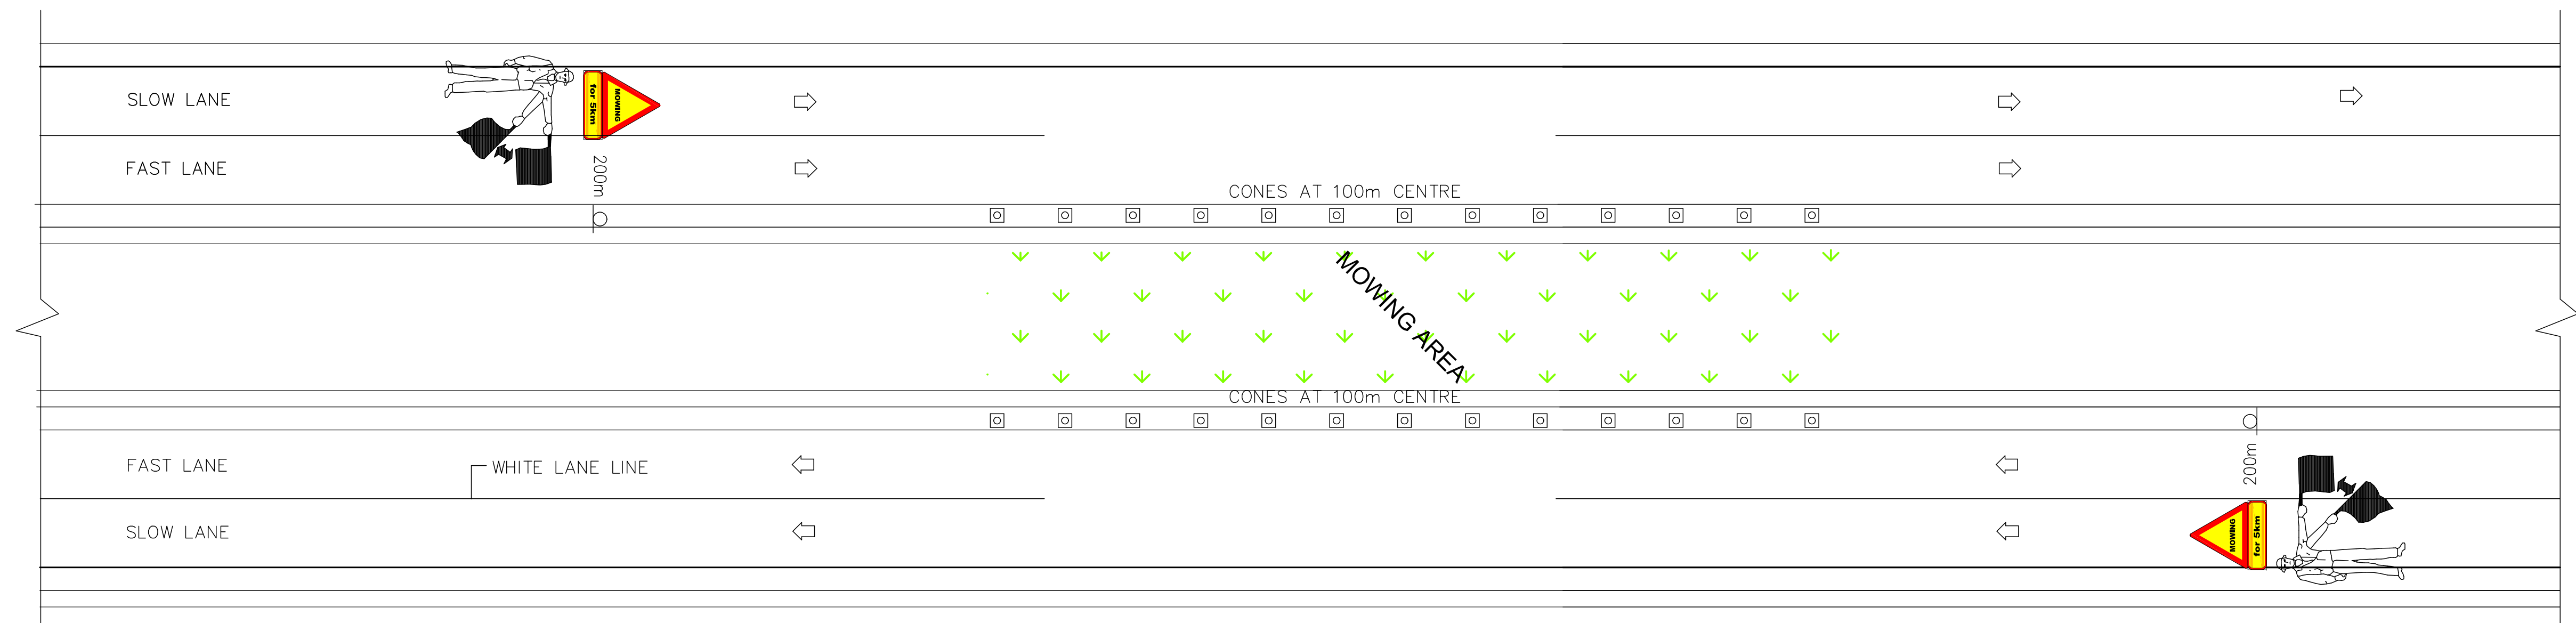 SLOW LANE
for 5km
MOWING
FAST LANE
200m
CONES AT 100m CENTRE
MOWING AREA
CONES AT 100m CENTRE
FAST LANE
WHITE LANE LINE
200m
SLOW LANE
MOWING
for 5km